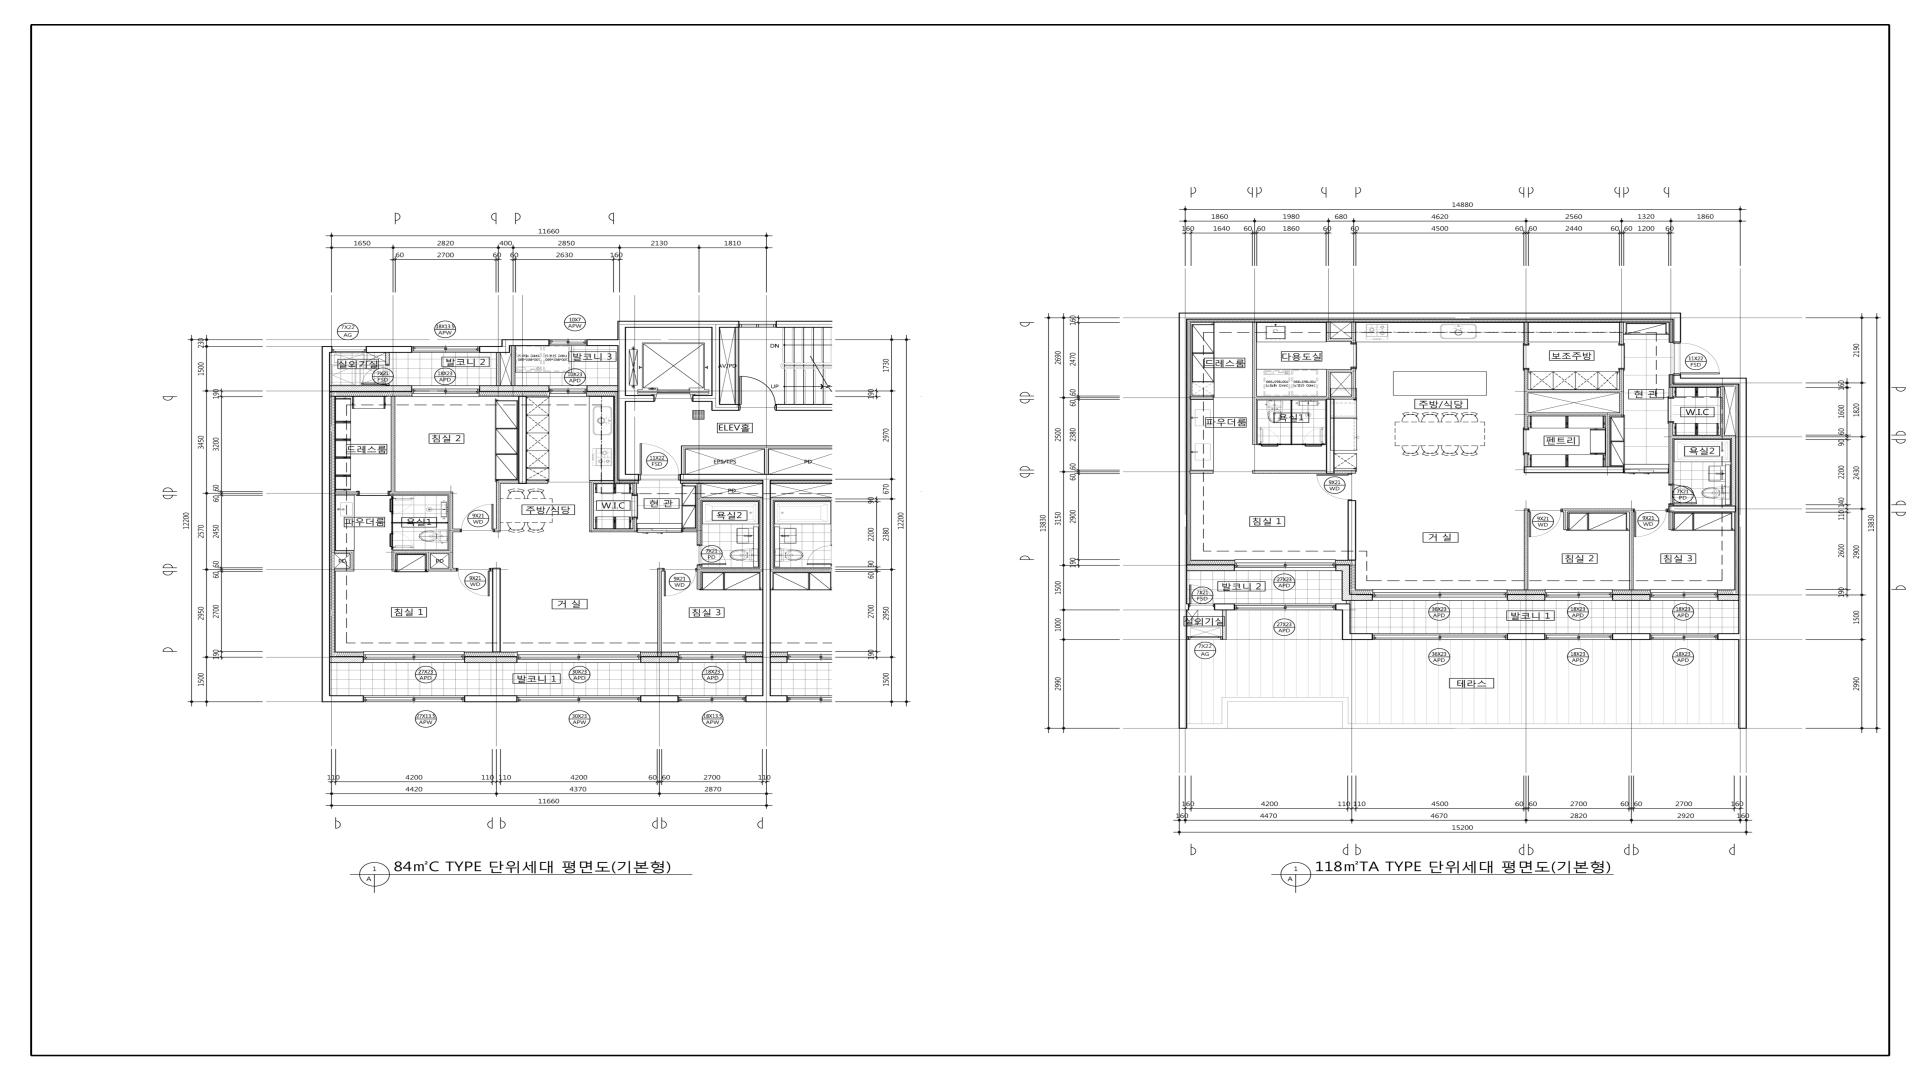 11660
1650 2820 400 2850 2130 1810
60 2700 60 60 2630 160
7X22 AG
18X13.5 APW
10X7 APW
실외기실
발코니 2
발코니 3
7X21 FSD
18X23 APD
10X23 APD
AV/PD
DN
UP
드레스룸
침실 2
ELEV홀
11X22 FSD
EPS/EPS
PD
PD
파우더룸
욕실1
9X21 WD
주방/식당
W.I.C
현 관
욕실2
7X21 PD
PD
PD
9X21 WD
9X21 WD
침실 1
거 실
침실 3
27X23 APD
30X23 APD
18X23 APD
발코니 1
27X13.5 APW
30X23 APW
18X13.5 APW
12200
230 1500 190 3450 3200 60 60 2570 2450 60 60 2950 2700 190 1500
1730 190 2970 670 90 2200 2380 90 60 2700 2950 190 1500
12200
110 4200 110 110 4200 60 60 2700 110
4420 4370 2870
11660
1
A
84㎡C TYPE 단위세대 평면도(기본형)
14880
1860 1980 680 4620 2560 1320 1860
160 1640 60 60 1860 60 60 4500 60 60 2440 60 60 1200 60
드레스룸
다용도실
보조주방
11X22 FSD
파우더룸
욕실1
주방/식당
현 관
W.I.C
펜트리
욕실2
9X21 WD
7X21 PD
침실 1
거 실
9X21 WD
9X21 WD
침실 2
침실 3
발코니 2
27X23 APD
7X21 FSD
36X23 APD
18X23 APD
18X23 APD
발코니 1
실외기실
27X23 APD
7X22 AG
36X23 APD
18X23 APD
18X23 APD
테라스
13830
160 2690 2470 60 60 2500 2380 60 60 3150 2900 190 1500 1000 2990
2190 1600 1820 60 90 2200 2430 140 110 2600 2900 190 1500 2990
13830
160 4200 110 110 4500 60 60 2700 60 60 2700 160
160 4470 4670 2820 2920 160
15200
1
A
118㎡TA TYPE 단위세대 평면도(기본형)